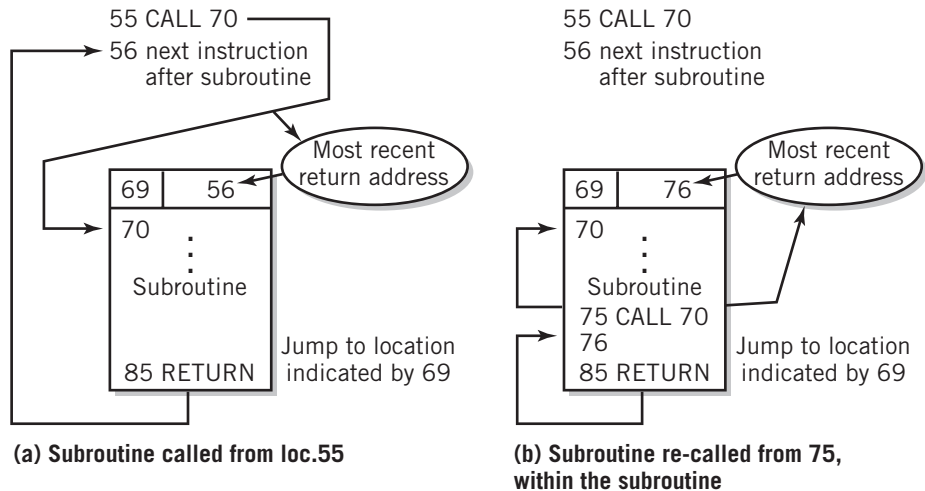 55 CALL 70
56 next instruction
after subroutine
Most recent
return address
69 56
70
.
.
.
Subroutine
85 RETURN
Jump to location
indicated by 69
(a) Subroutine called from loc.55
55 CALL 70
56 next instruction
after subroutine
Most recent
return address
69 76
70
.
.
.
Subroutine
75 CALL 70
76
85 RETURN
Jump to location
indicated by 69
(b) Subroutine re-called from 75,
within the subroutine